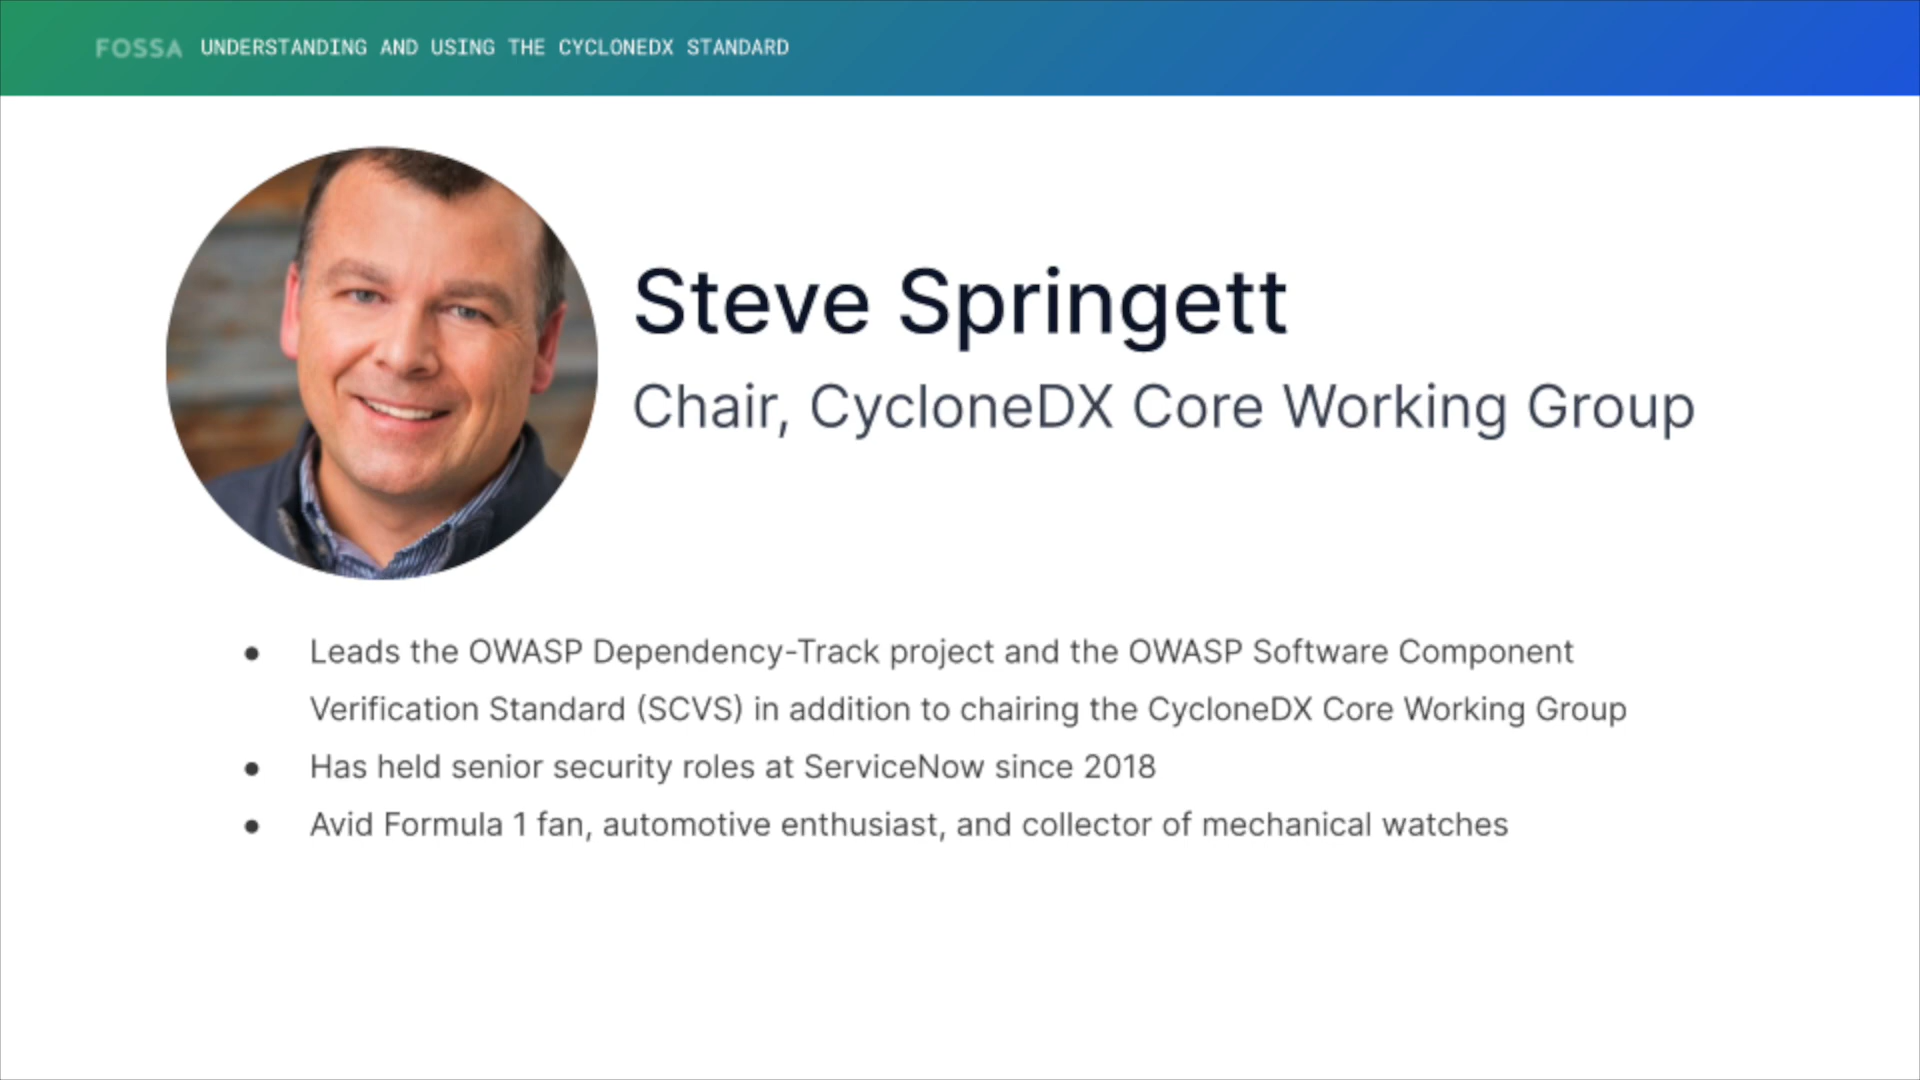 FOSSA UNDERSTANDING AND USING THE CYCLONEDX STANDARD
Steve Springett
Chair, CycloneDX Core Working Group
● Leads the OWASP Dependency-Track project and the OWASP Software Component
Verification Standard (SCVS) in addition to chairing the CycloneDX Core Working Group
● Has held senior security roles at ServiceNow since 2018
● Avid Formula 1 fan, automotive enthusiast, and collector of mechanical watches